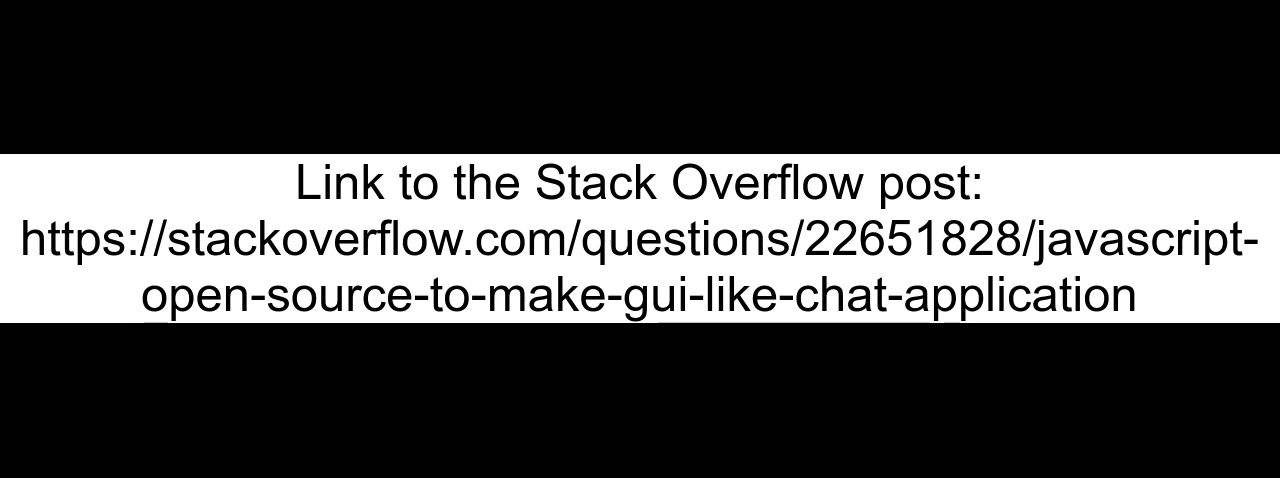 Link to the Stack Overflow post:
https://stackoverflow.com/questions/22651828/javascript-
open-source-to-make-gui-like-chat-application